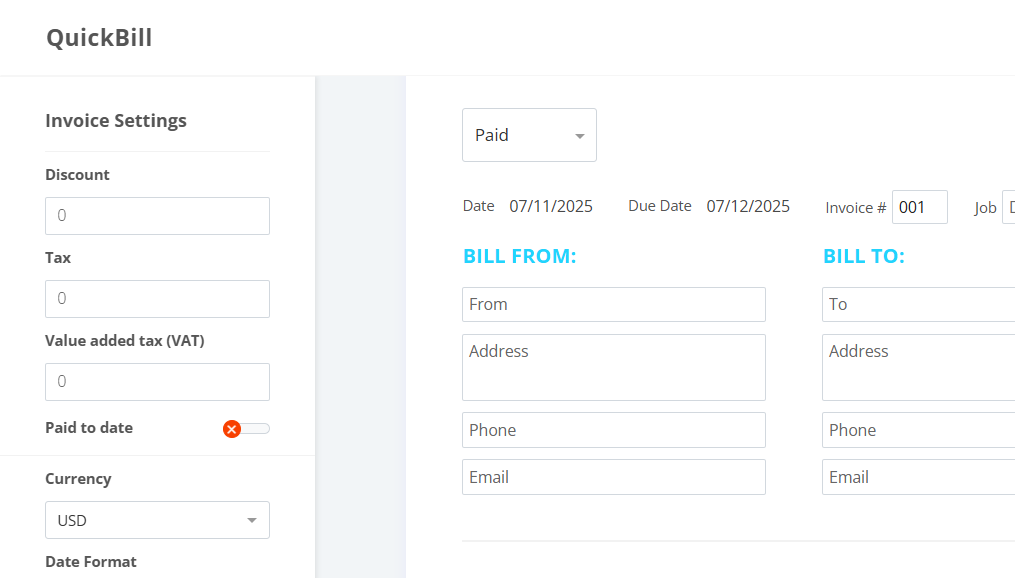 QuickBill
Invoice Settings
Discount
0
Tax
0
Value added tax (VAT)
0
Paid to date
Currency
USD
Date Format
Paid
Date 07/11/2025 Due Date 07/12/2025 Invoice # 001 Job
BILL FROM:
From
Address
Phone
Email
BILL TO:
To
Address
Phone
Email